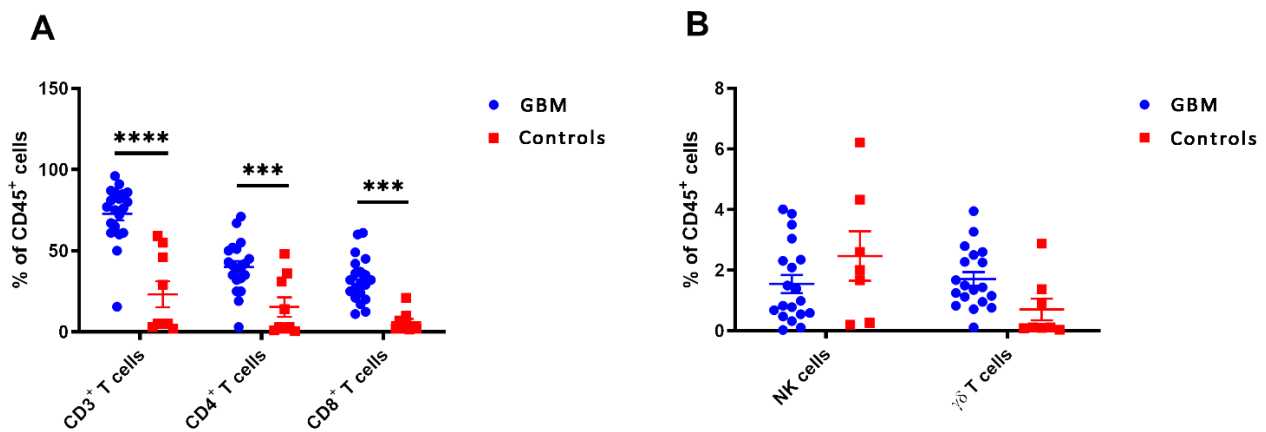 A
B
% of CD45⁺ cells
150
100
50
0
****
***
***
GBM
Controls
CD3⁺ T cells
CD4⁺ T cells
CD8⁺ T cells
% of CD45⁺ cells
8
6
4
2
0
GBM
Controls
NK cells
γδ T cells